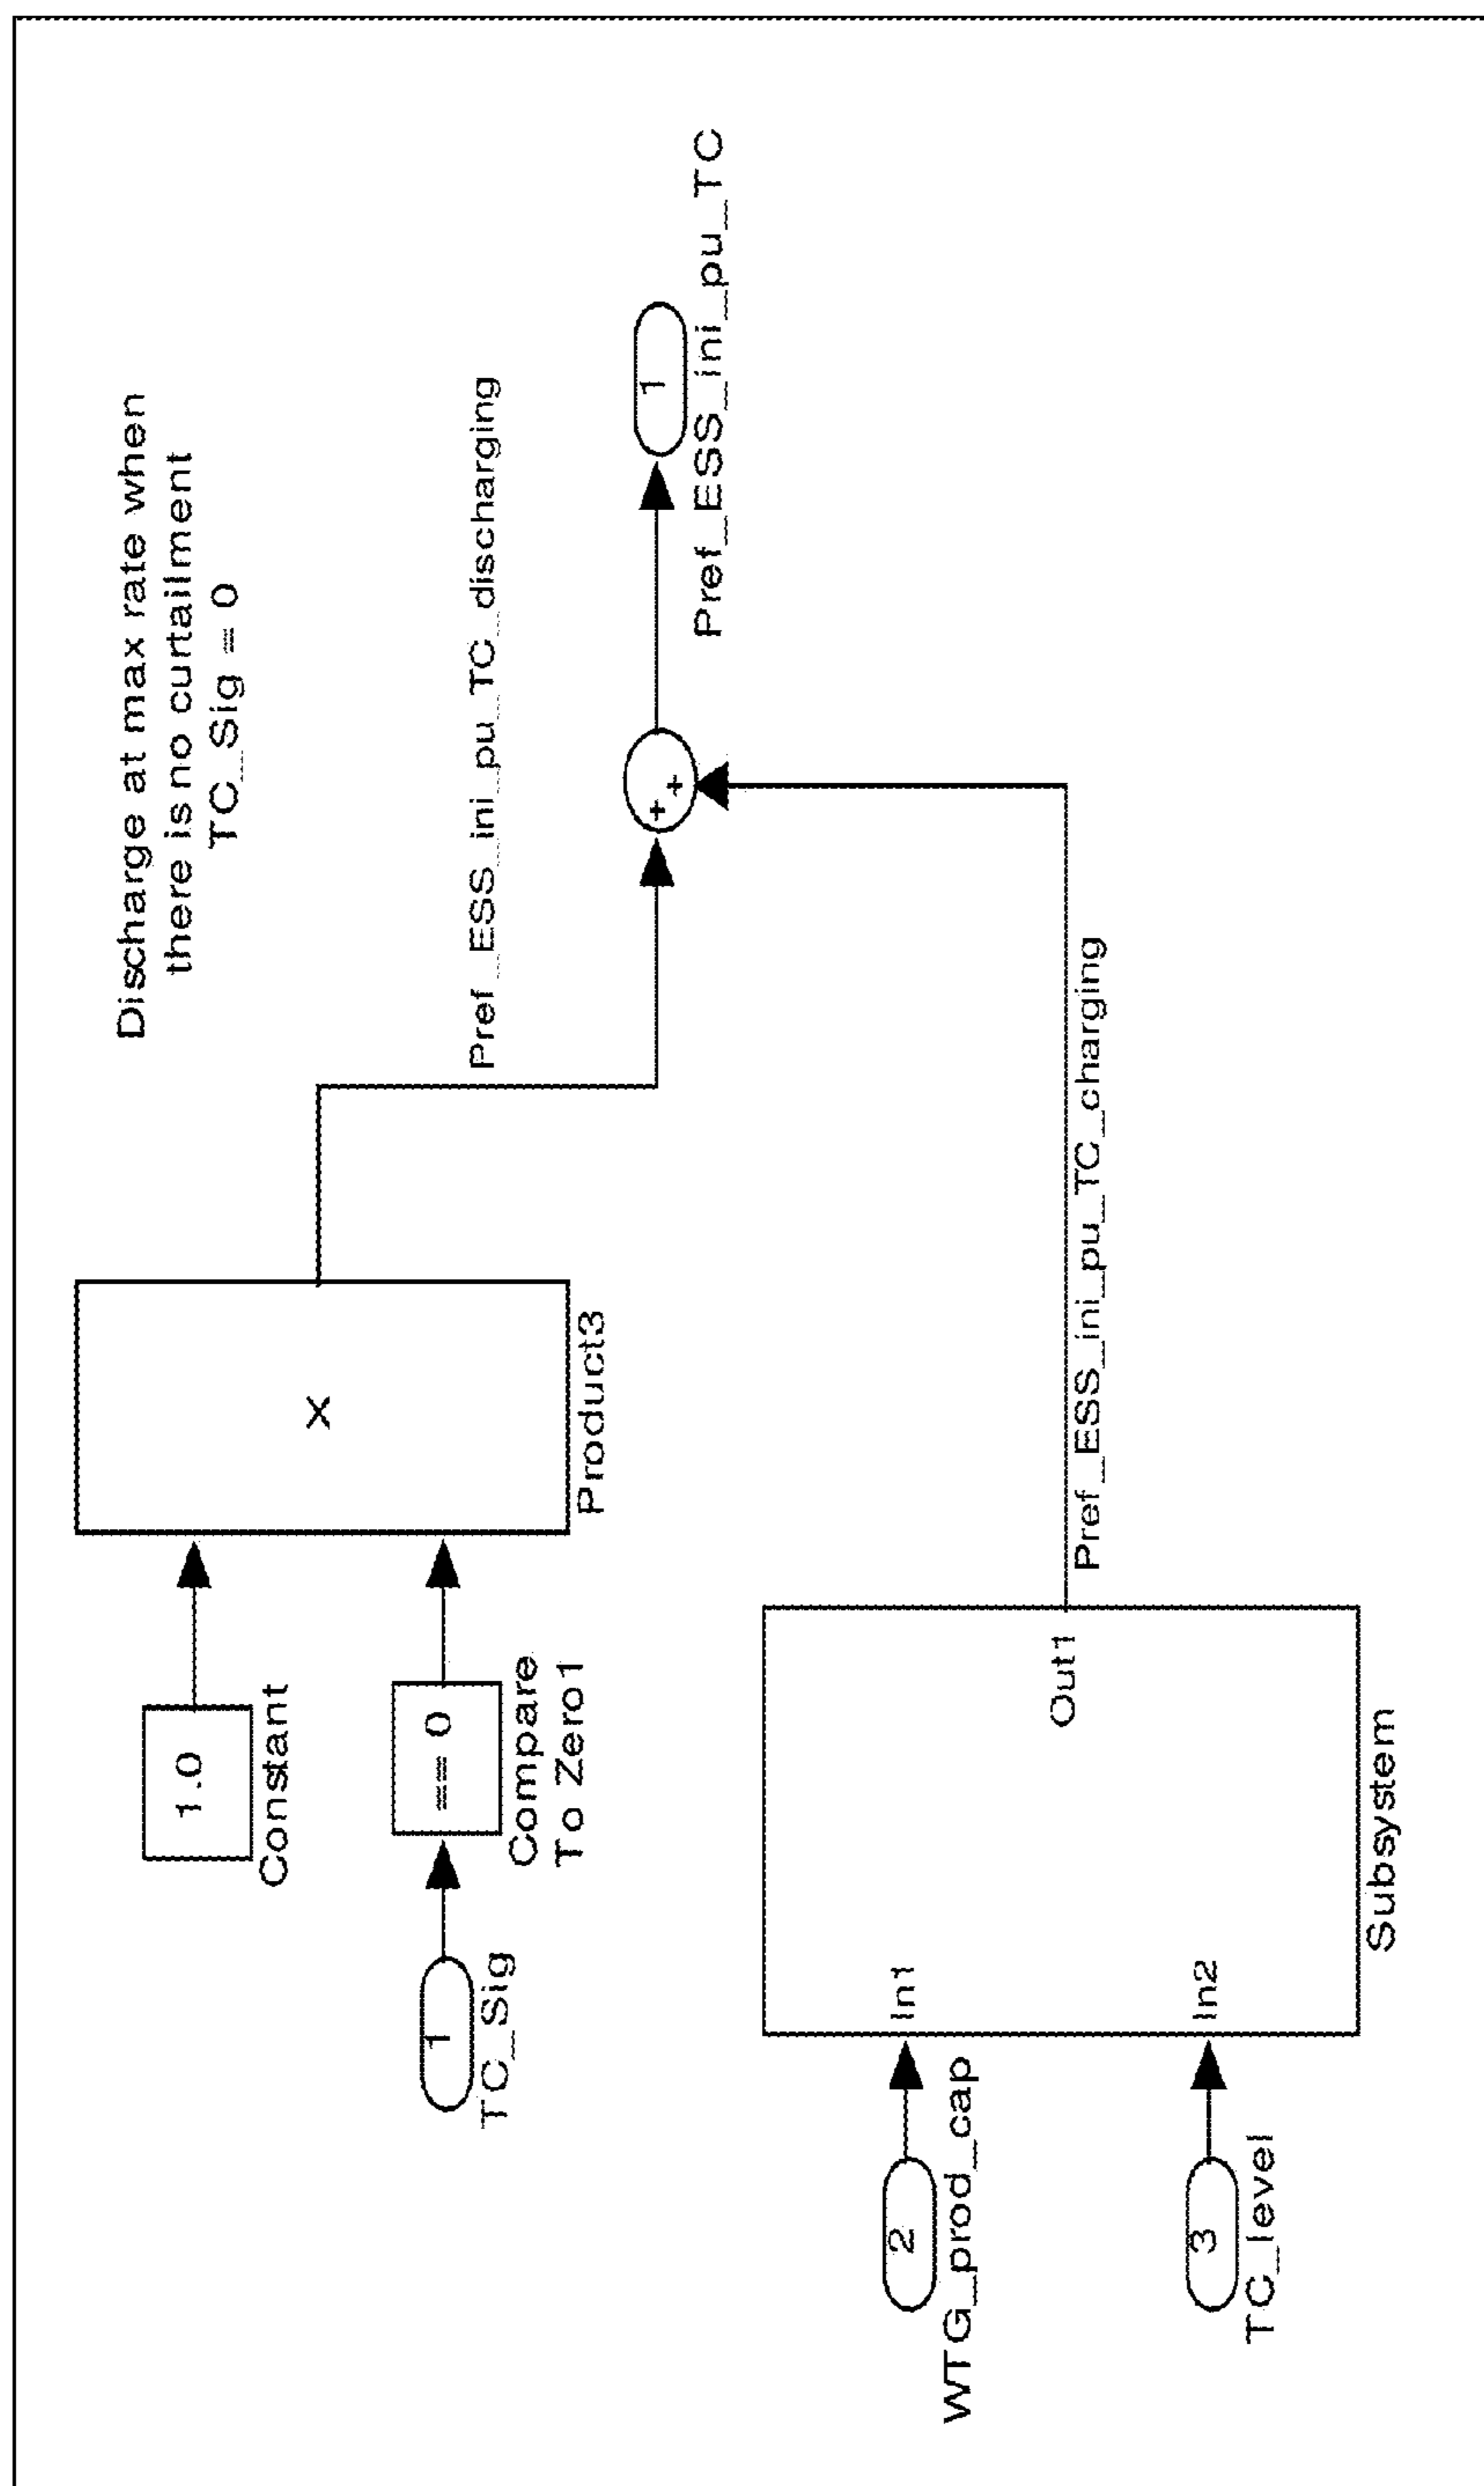 Discharge at max rate when
there is no curtailment
TC_Sig = 0
1.0
Constant
1
TC_Sig
== 0
Compare
To Zero1
X
Product3
Pref_ESS_ini_pu_TC_discharging
+
+
1
Pref_ESS_ini_pu_TC
2
WTG_prod_cap
3
TC_level
In1
In2
Out1
Subsystem
Pref_ESS_ini_pu_TC_charging